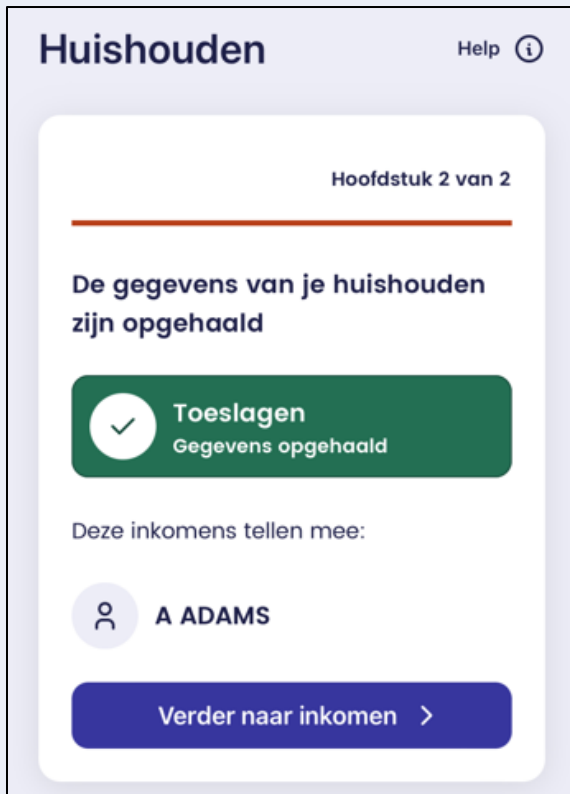 Huishouden
Help
Hoofdstuk 2 van 2
De gegevens van je huishouden
zijn opgehaald
Toeslagen
Gegevens opgehaald
Deze inkomens tellen mee:
A ADAMS
Verder naar inkomen